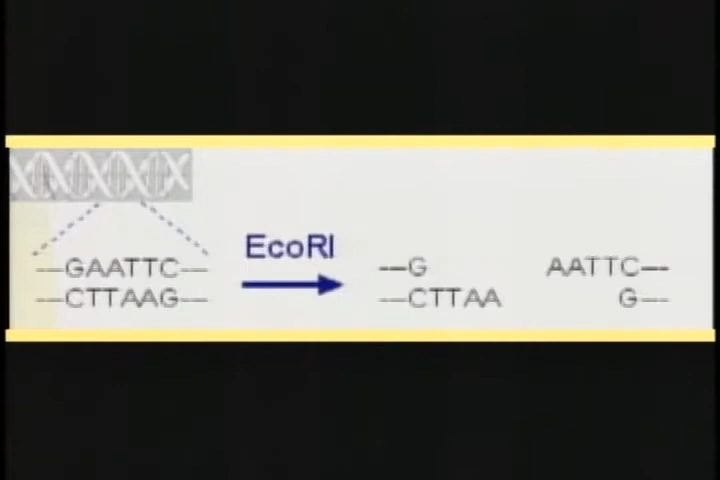 EcoRI
---GAATTC---
---CTTAAG---
---G
---CTTAA
AATTC---
G---